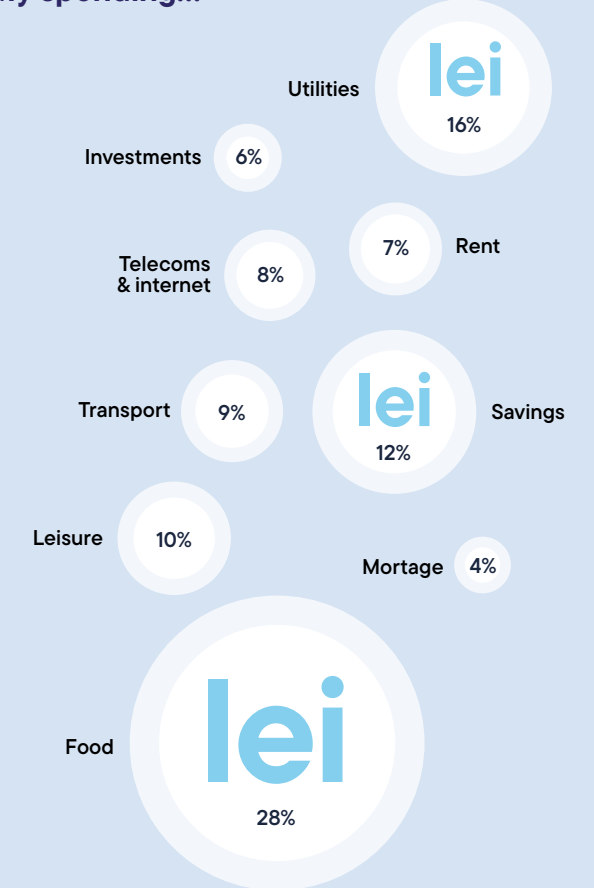 spending...
Utilities
lei
16%
Investments
6%
7%
Rent
Telecoms
& internet
8%
Transport
9%
lei
12%
Savings
Leisure
10%
Mortage
4%
Food
lei
28%